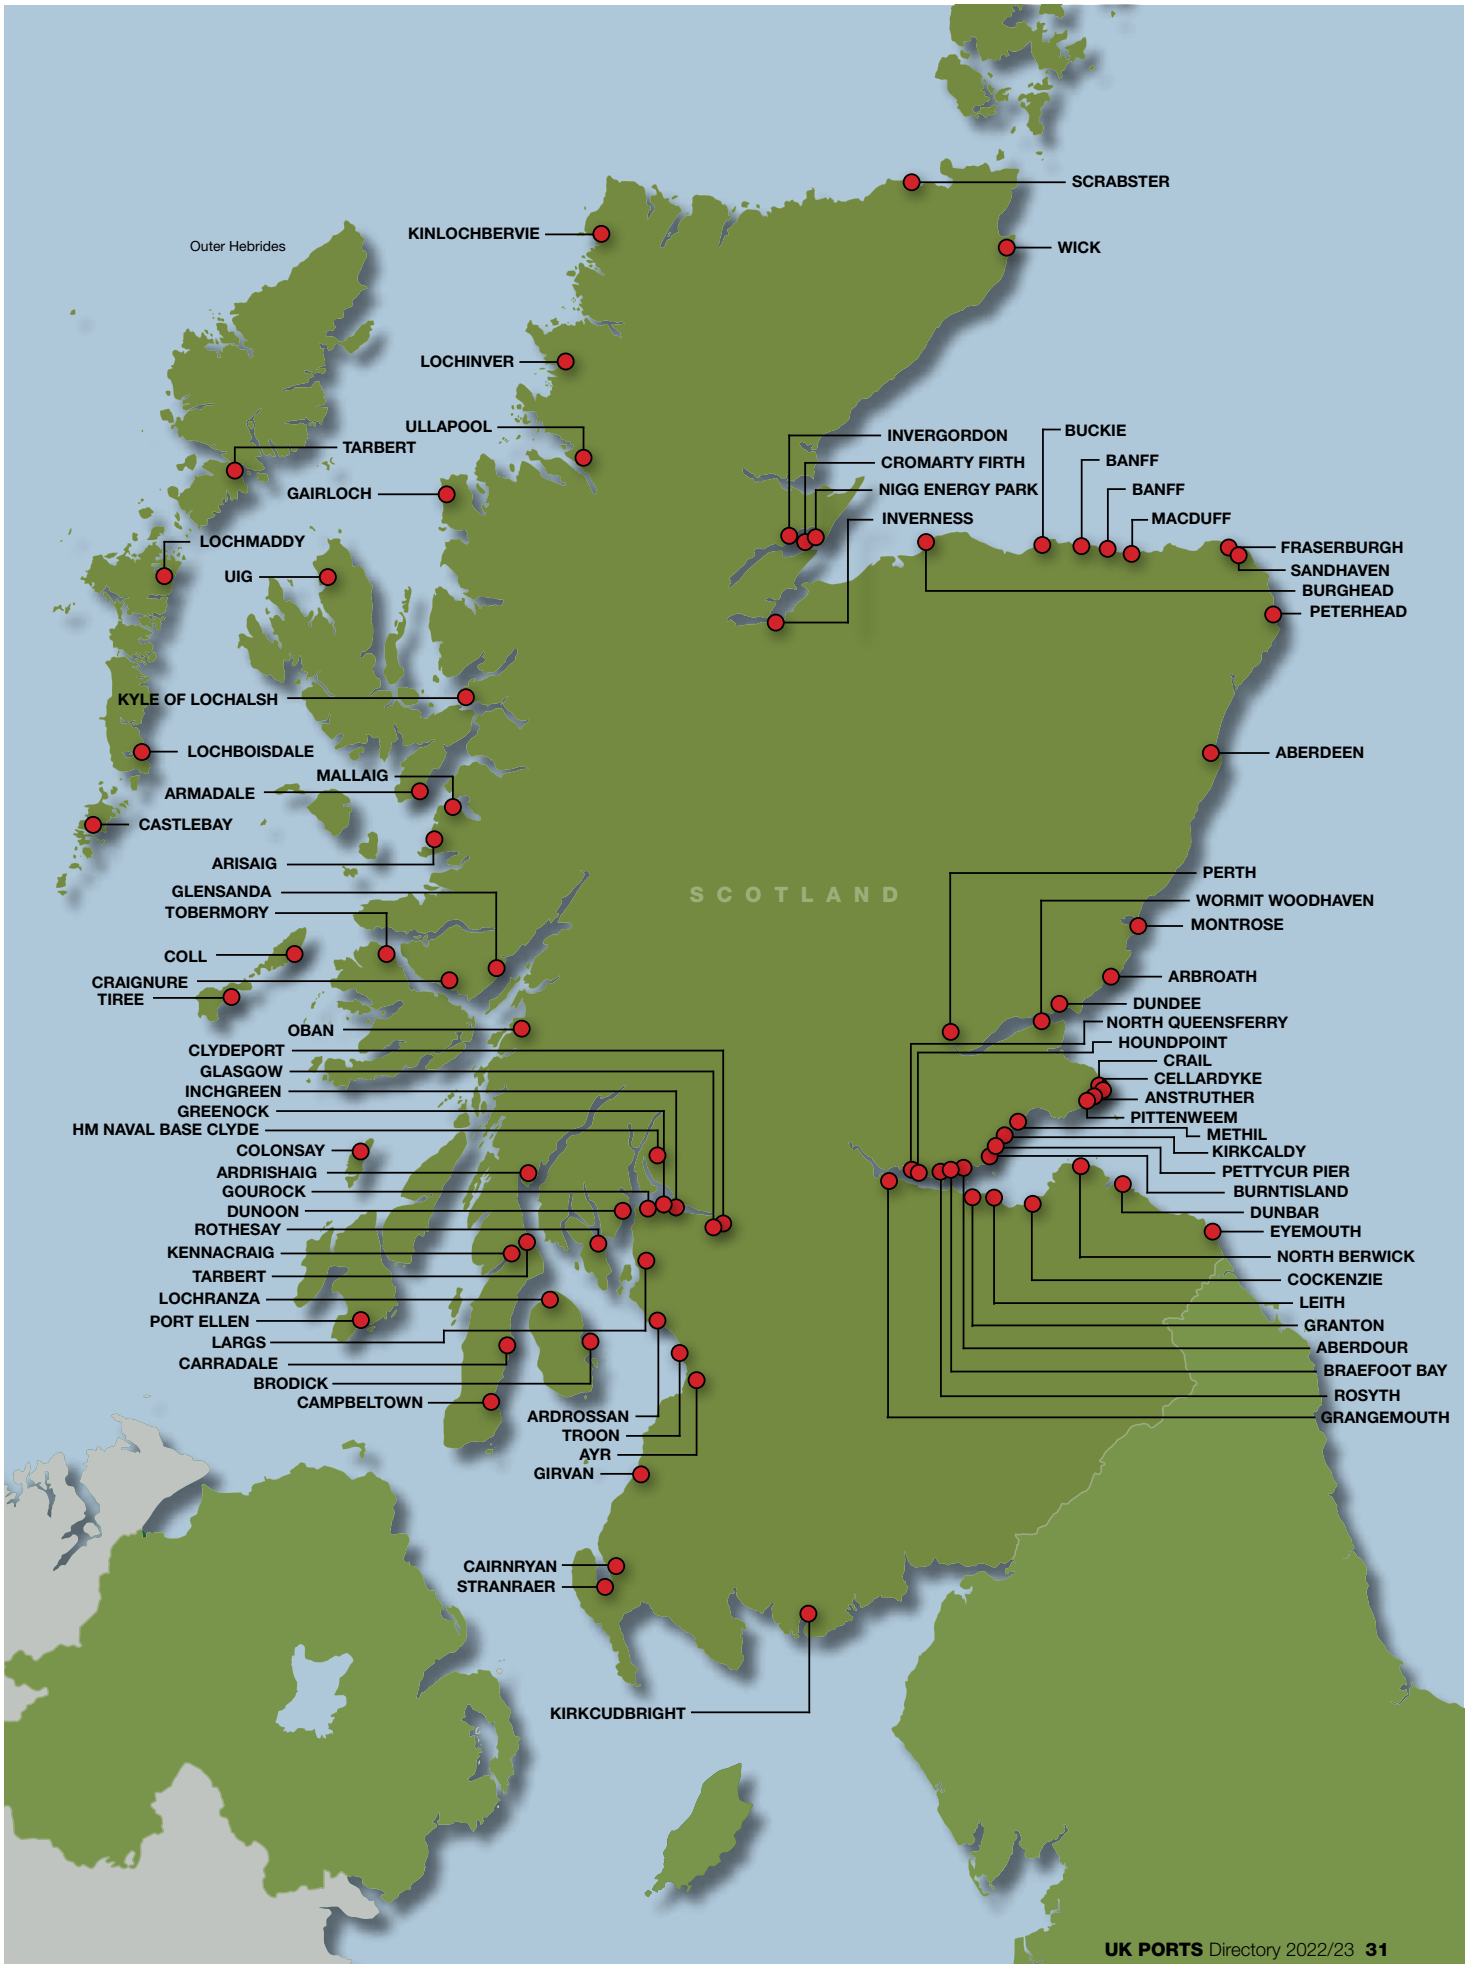 SCRABSTER
KINLOCHBERVIE
Outer Hebrides
WICK
LOCHINVER
ULLAPOOL
BUCKIE
INVERGORDON
TARBERT
BANFF
CROMARTY FIRTH
GAIRLOCH
NIGG ENERGY PARK
BANFF
INVERNESS
MACDUFF
LOCHMADDY
FRASERBURGH
SANDHAVEN
UIG
BURGHEAD
PETERHEAD
KYLE OF LOCHALSH
LOCHBOISDALE
ABERDEEN
MALLAIG
ARMADALE
CASTLEBAY
ARISAIG
PERTH
GLENSANDA
SCOTLAND
WORMIT WOODHAVEN
TOBERMORY
MONTROSE
COLL
ARBROATH
CRAIGNURE
TIREE
DUNDEE
NORTH QUEENSFERRY
OBAN
HOUNDPOINT
CLYDEPORT
CRAIL
GLASGOW
CELLARDYKE
INCHGREEN
ANSTRUTHER
GREENOCK
PITTENWEEM
HM NAVAL BASE CLYDE
METHIL
COLONSAY
KIRKCALDY
ARDRISHAIG
PETTYCUR PIER
GOUROCK
BURNTISLAND
DUNOON
DUNBAR
ROTHESAY
EYEMOUTH
KENNACRAIG
NORTH BERWICK
TARBERT
COCKENZIE
LOCHRANZA
LEITH
PORT ELLEN
GRANTON
LARGS
ABERDOUR
CARRADALE
BRAEFOOT BAY
BRODICK
ROSYTH
CAMPBELTOWN
ARDROSSAN
GRANGEMOUTH
TROON
AYR
GIRVAN
CAIRNRYAN
STRANRAER
KIRKCUDBRIGHT
UK PORTS Directory 2022/23 31